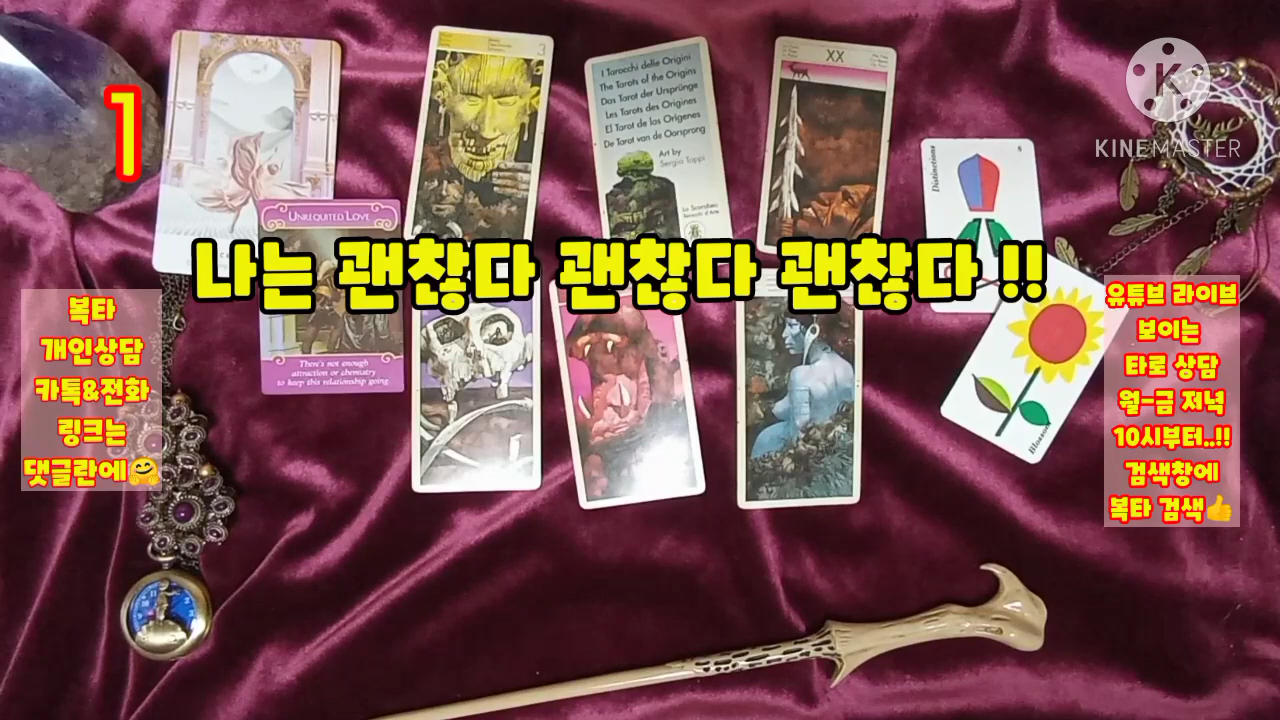 1
3
I Tarocchi delle Origini
The Tarots of the Origins
Das Tarot der Ursprünge
Les Tarots des Origines
El Tarot de los Orígenes
De Tarot van de Oorsprong
Art by
Sergio Toppi
Lo Scarabeo
XX
K
KINEMASTER
Distinctions
UNREQUITED LOVE
나는 괜찮다 괜찮다 괜찮다 !!
There's not enough
attraction or chemistry
to keep this relationship going.
복타
개인상담
카톡&전화
링크는
댓글란에🤗
유튜브 라이브
보이는
타로 상담
월-금 저녁
10시부터..!!
검색창에
복타 검색👍
Blossom